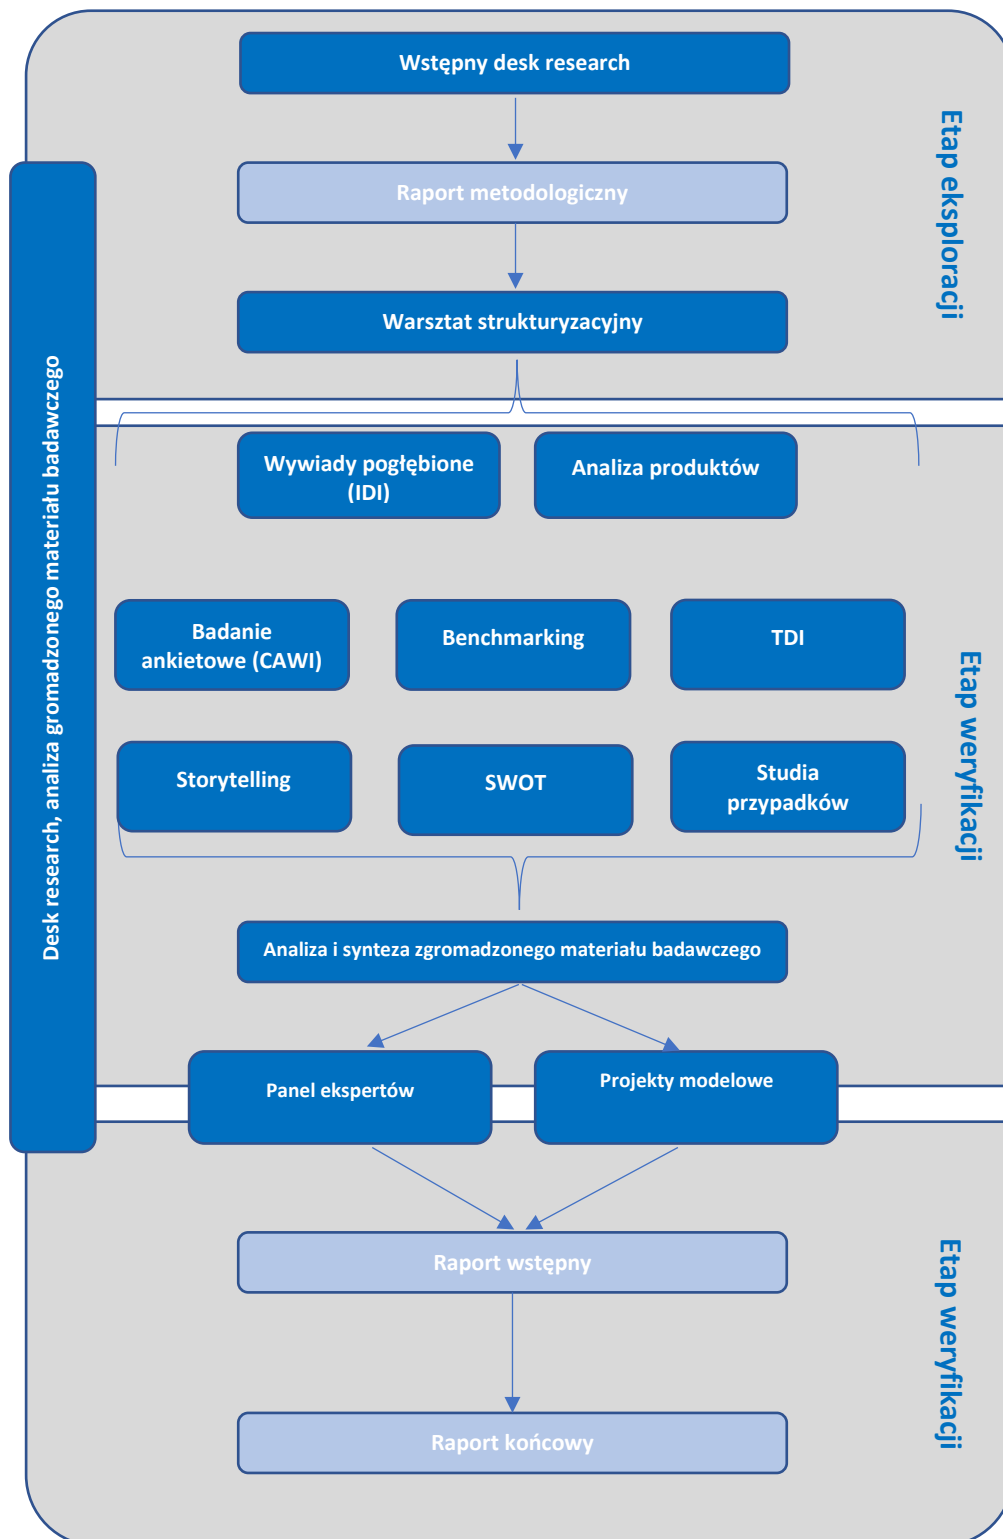 Wstępny desk research
Etap eksploracji
Raport metodologiczny
Warsztat strukturyzacyjny
Desk research, analiza gromadzonego materiału badawczego
Wywiady pogłębione
(IDI)
Analiza produktów
Badanie
ankietowe (CAWI)
Benchmarking
TDI
Etap weryfikacji
Storytelling
SWOT
Studia
przypadków
Analiza i synteza zgromadzonego materiału badawczego
Panel ekspertów
Projekty modelowe
Raport wstępny
Etap weryfikacji
Raport końcowy